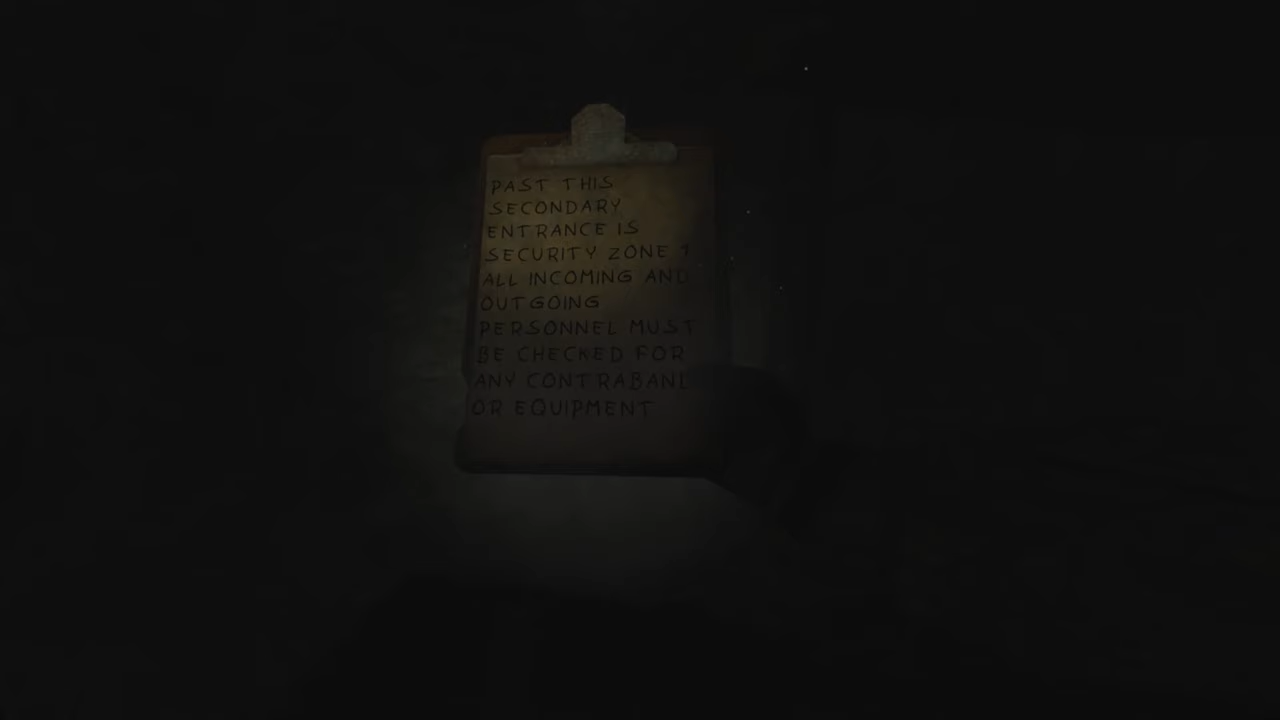 PAST THIS
SECONDARY
ENTRANCE IS
SECURITY ZONE
ALL INCOMING AND
OUTGOING
PERSONNEL MUST
BE CHECKED FOR
ANY CONTRABAND
OR EQUIPMENT